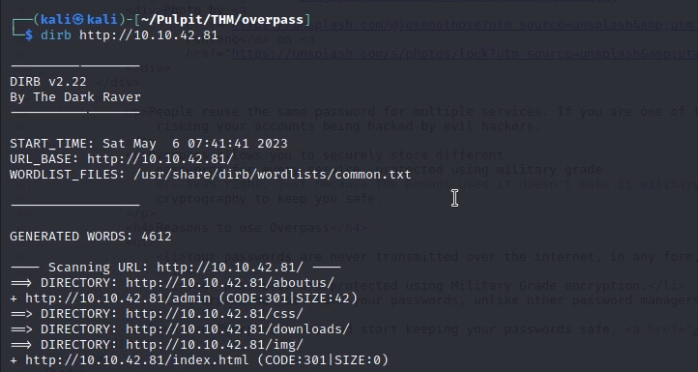 ┌──(kali㉿kali)-[~/Pulpit/THM/overpass]
└─$ dirb http://10.10.42.81
-----------------
DIRB v2.22
By The Dark Raver
-----------------
START_TIME: Sat May  6 07:41:41 2023
URL_BASE: http://10.10.42.81/
WORDLIST_FILES: /usr/share/dirb/wordlists/common.txt
-----------------
GENERATED WORDS: 4612
---- Scanning URL: http://10.10.42.81/ ----
==> DIRECTORY: http://10.10.42.81/aboutus/
+ http://10.10.42.81/admin (CODE:301|SIZE:42)
==> DIRECTORY: http://10.10.42.81/css/
==> DIRECTORY: http://10.10.42.81/downloads/
==> DIRECTORY: http://10.10.42.81/img/
+ http://10.10.42.81/index.html (CODE:301|SIZE:0)